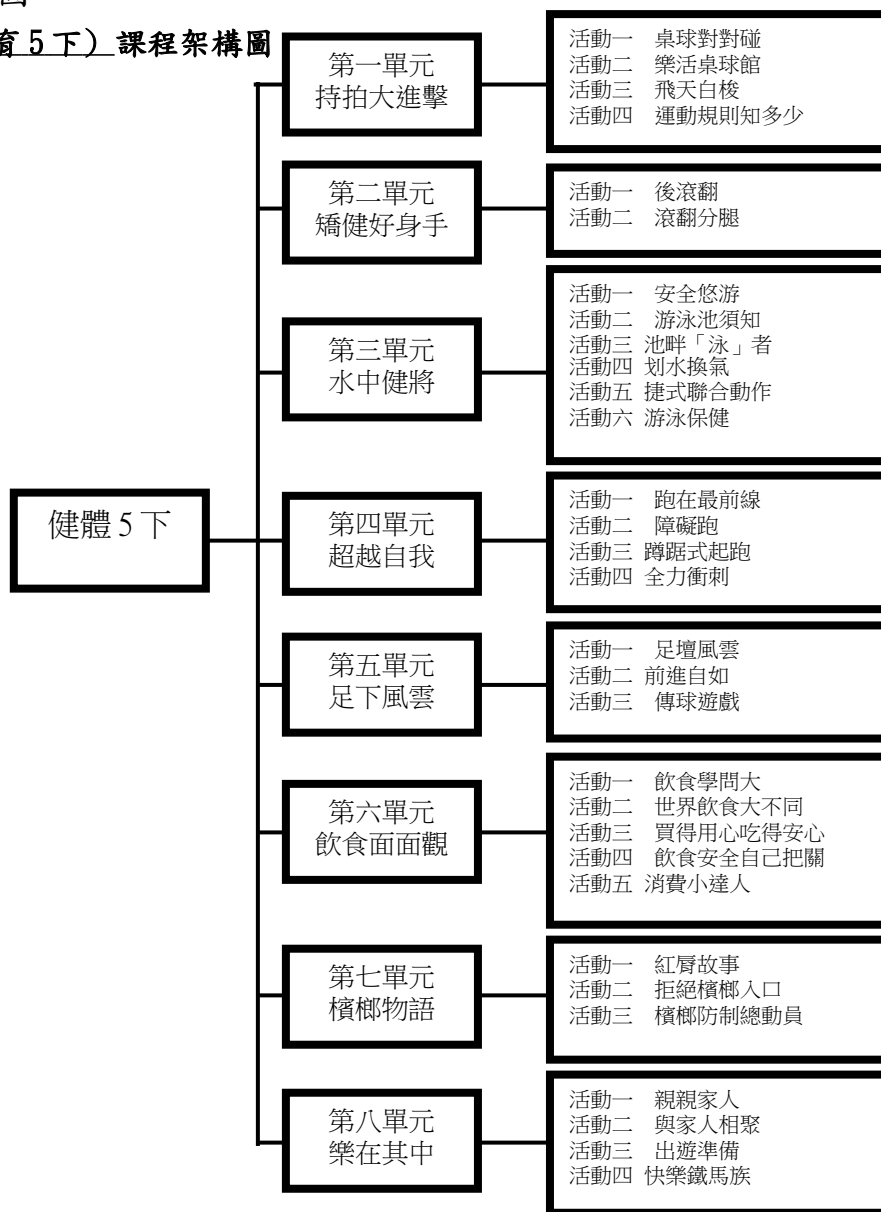 育5下）課程架構圖
健體5下
第一單元
持拍大進擊
活動一 桌球對對碰
活動二 樂活桌球館
活動三 飛天白梭
活動四 運動規則知多少
第二單元
矯健好身手
活動一 後滾翻
活動二 滾翻分腿
第三單元
水中健將
活動一 安全悠游
活動二 游泳池須知
活動三 池畔「泳」者
活動四 划水換氣
活動五 捷式聯合動作
活動六 游泳保健
第四單元
超越自我
活動一 跑在最前線
活動二 障礙跑
活動三 蹲踞式起跑
活動四 全力衝刺
第五單元
足下風雲
活動一 足壇風雲
活動二 前進自如
活動三 傳球遊戲
第六單元
飲食面面觀
活動一 飲食學問大
活動二 世界飲食大不同
活動三 買得用心吃得安心
活動四 飲食安全自己把關
活動五 消費小達人
第七單元
檳榔物語
活動一 紅脣故事
活動二 拒絕檳榔入口
活動三 檳榔防制總動員
第八單元
樂在其中
活動一 親親家人
活動二 與家人相聚
活動三 出遊準備
活動四 快樂鐵馬族